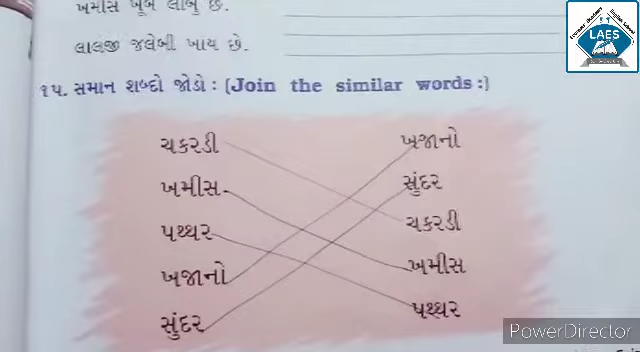 ખમીસ ખૂબ લાંબુ છે.
લાલજી જલેબી ખાય છે.
૧૫. સમાન શબ્દો જોડો : (Join the similar words:)
ચકરડી ખજાનો
ખમીસ સુંદર
પથ્થર ચકરડી
ખજાનો ખમીસ
સુંદર પથ્થર
LAES
PowerDirector